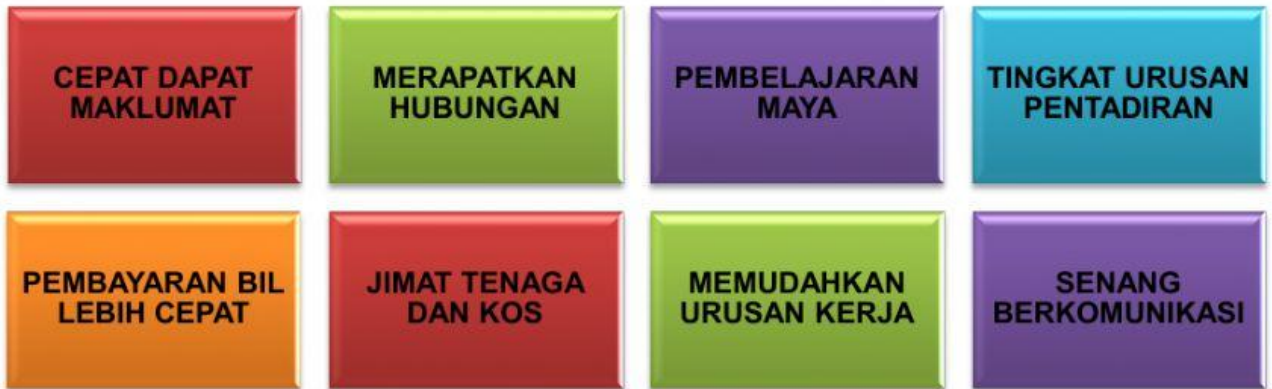 CEPAT DAPAT
MAKLUMAT
MERAPATKAN
HUBUNGAN
PEMBELAJARAN
MAYA
TINGKAT URUSAN
PENTADIRAN
PEMBAYARAN BIL
LEBIH CEPAT
JIMAT TENAGA
DAN KOS
MEMUDAHKAN
URUSAN KERJA
SENANG
BERKOMUNIKASI